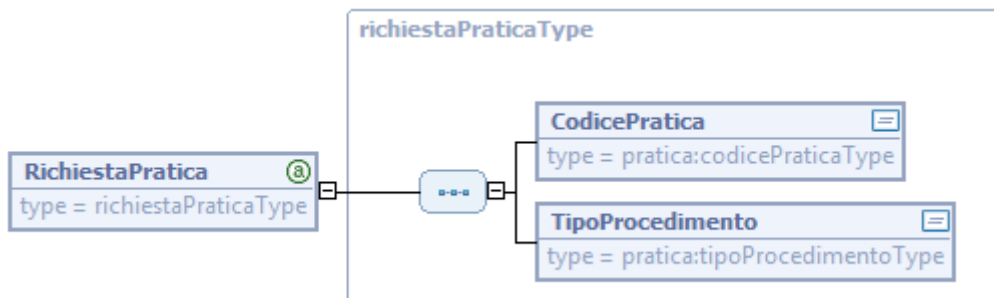 richiestaPraticaType
CodicePratica
type = pratica:codicePraticaType
RichiestaPratica a
type = richiestaPraticaType
TipoProcedimento
type = pratica:tipoProcedimentoType